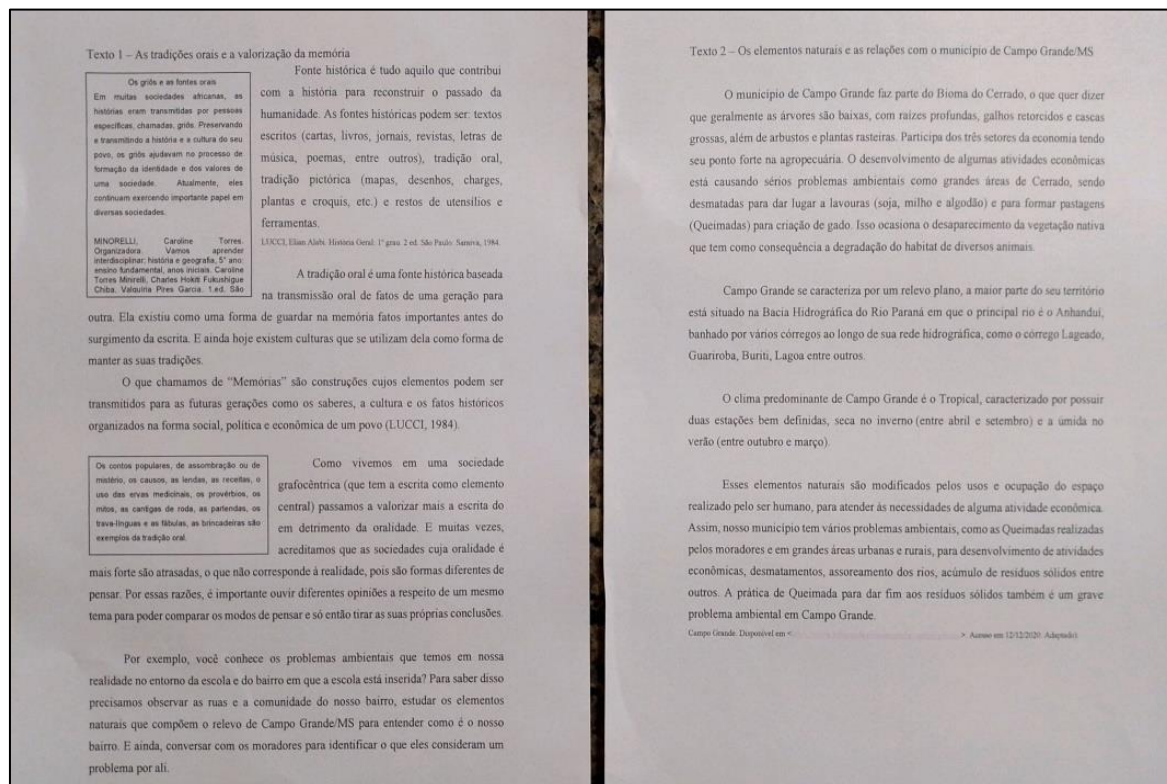 Texto 1 – As tradições orais e a valorização da memória
Os griôs e as fontes orais
Em muitas sociedades africanas, as
histórias eram transmitidas por pessoas
específicas, chamadas, griôs. Preservando
e transmitindo a história e a cultura do seu
povo, os griôs ajudavam no processo de
formação da identidade e dos valores de
uma sociedade. Atualmente, eles
continuam exercendo importante papel em
diversas sociedades.
MINORELLI, Caroline Torres.
Organizadora. Vamos aprender
interdisciplinar: história e geografia, 5° ano:
ensino fundamental, anos iniciais. Caroline
Torres Minirelli, Charles Hokiti Fukushigue
Chiba, Valquíria Pires Garcia. 1.ed. São
Fonte histórica é tudo aquilo que contribui
com a história para reconstruir o passado da
humanidade. As fontes históricas podem ser: textos
escritos (cartas, livros, jornais, revistas, letras de
música, poemas, entre outros), tradição oral,
tradição pictórica (mapas, desenhos, charges,
plantas e croquis, etc.) e restos de utensílios e
ferramentas.
LUCCI, Elian Alabi. História Geral. 1° grau. 2 ed. São Paulo: Saraiva, 1984.
A tradição oral é uma fonte histórica baseada
na transmissão oral de fatos de uma geração para
outra. Ela existiu como uma forma de guardar na memória fatos importantes antes do
surgimento da escrita. E ainda hoje existem culturas que se utilizam dela como forma de
manter as suas tradições.
O que chamamos de “Memórias” são construções cujos elementos podem ser
transmitidos para as futuras gerações como os saberes, a cultura e os fatos históricos
organizados na forma social, política e econômica de um povo (LUCCI, 1984).
Os contos populares, de assombração ou de
mistério, os causos, as lendas, as receitas, o
uso das ervas medicinais, os provérbios, os
mitos, as cantigas de roda, as parlendas, os
trava-línguas e as fábulas, as brincadeiras são
exemplos da tradição oral.
Como vivemos em uma sociedade
grafocêntrica (que tem a escrita como elemento
central) passamos a valorizar mais a escrita do
em detrimento da oralidade. E muitas vezes,
acreditamos que as sociedades cuja oralidade é
mais forte são atrasadas, o que não corresponde à realidade, pois são formas diferentes de
pensar. Por essas razões, é importante ouvir diferentes opiniões a respeito de um mesmo
tema para poder comparar os modos de pensar e só então tirar as suas próprias conclusões.
Por exemplo, você conhece os problemas ambientais que temos em nossa
realidade no entorno da escola e do bairro em que a escola está inserida? Para saber disso
precisamos observar as ruas e a comunidade do nosso bairro, estudar os elementos
naturais que compõem o relevo de Campo Grande/MS para entender como é o nosso
bairro. E ainda, conversar com os moradores para identificar o que eles consideram um
problema por ali.
Texto 2 – Os elementos naturais e as relações com o município de Campo Grande/MS
O município de Campo Grande faz parte do Bioma do Cerrado, o que quer dizer
que geralmente as árvores são baixas, com raízes profundas, galhos retorcidos e cascas
grossas, além de arbustos e plantas rasteiras. Participa dos três setores da economia tendo
seu ponto forte na agropecuária. O desenvolvimento de algumas atividades econômicas
está causando sérios problemas ambientais como grandes áreas de Cerrado, sendo
desmatadas para dar lugar a lavouras (soja, milho e algodão) e para formar pastagens
(Queimadas) para criação de gado. Isso ocasiona o desaparecimento da vegetação nativa
que tem como consequência a degradação do habitat de diversos animais.
Campo Grande se caracteriza por um relevo plano, a maior parte do seu território
está situado na Bacia Hidrográfica do Rio Paraná em que o principal rio é o Anhanduí,
banhado por vários córregos ao longo de sua rede hidrográfica, como o córrego Lageado,
Guariroba, Buriti, Lagoa entre outros.
O clima predominante de Campo Grande é o Tropical, caracterizado por possuir
duas estações bem definidas, seca no inverno (entre abril e setembro) e a úmida no
verão (entre outubro e março).
Esses elementos naturais são modificados pelos usos e ocupação do espaço
realizado pelo ser humano, para atender às necessidades de alguma atividade econômica.
Assim, nosso município tem vários problemas ambientais, como as Queimadas realizadas
pelos moradores e em grandes áreas urbanas e rurais, para desenvolvimento de atividades
econômicas, desmatamentos, assoreamento dos rios, acúmulo de resíduos sólidos entre
outros. A prática de Queimada para dar fim aos resíduos sólidos também é um grave
problema ambiental em Campo Grande.
Campo Grande. Disponível em < > Acesso em 12/12/2020. Adaptado)